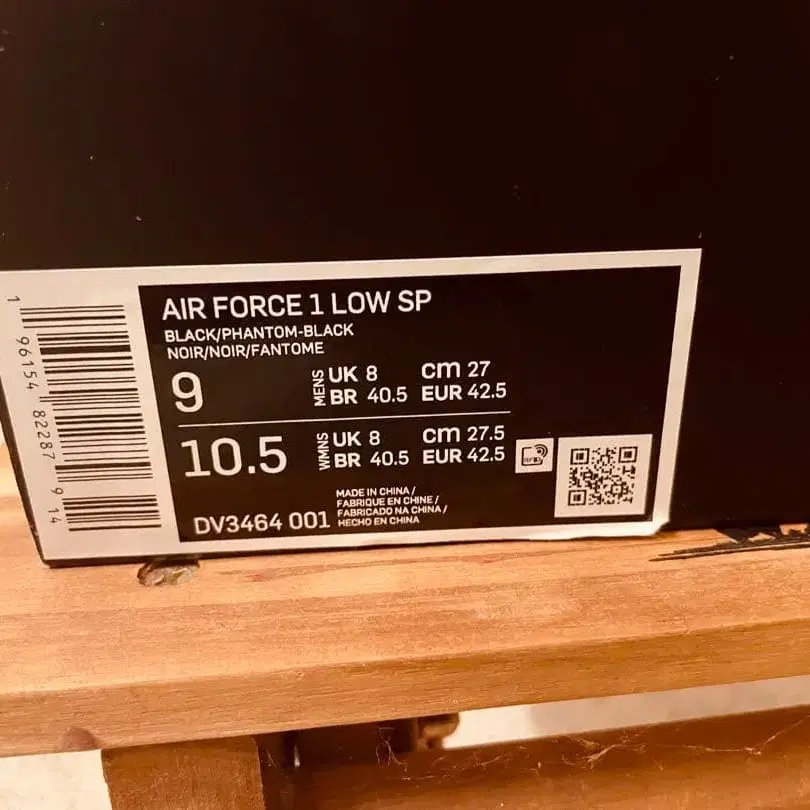 AIR FORCE 1 LOW SP
BLACK/PHANTOM-BLACK
NOIR/NOIR/FANTOME
9 MENS UK 8 cm 27
BR 40.5 EUR 42.5
10.5 WMNS UK 8 cm 27.5
BR 40.5 EUR 42.5
RFID
DV3464 001
MADE IN CHINA /
FABRIQUE EN CHINE /
FABRICADO NA CHINA /
HECHO EN CHINA
1 96154 82287 9 14